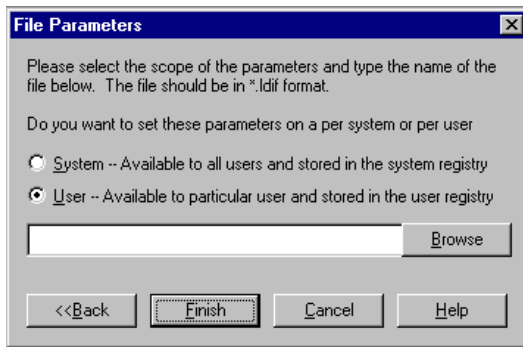 File Parameters
Please select the scope of the parameters and type the name of the
file below. The file should be in *.ldif format.
Do you want to set these parameters on a per system or per user
System -- Available to all users and stored in the system registry
User -- Available to particular user and stored in the user registry
Browse
<<Back Finish Cancel Help